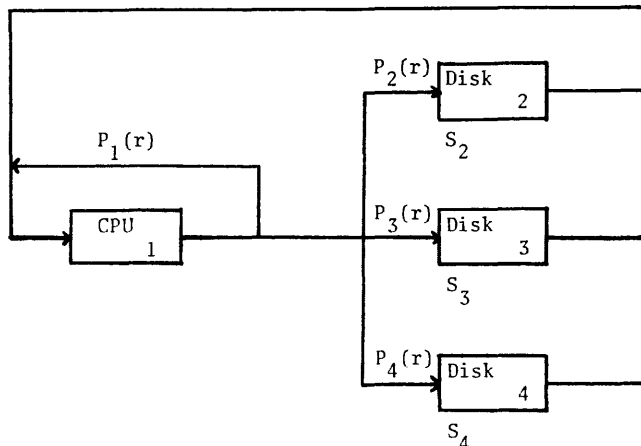 P₂(r)
Disk
2
S₂
P₁(r)
CPU
1
P₃(r)
Disk
3
S₃
P₄(r)
Disk
4
S₄